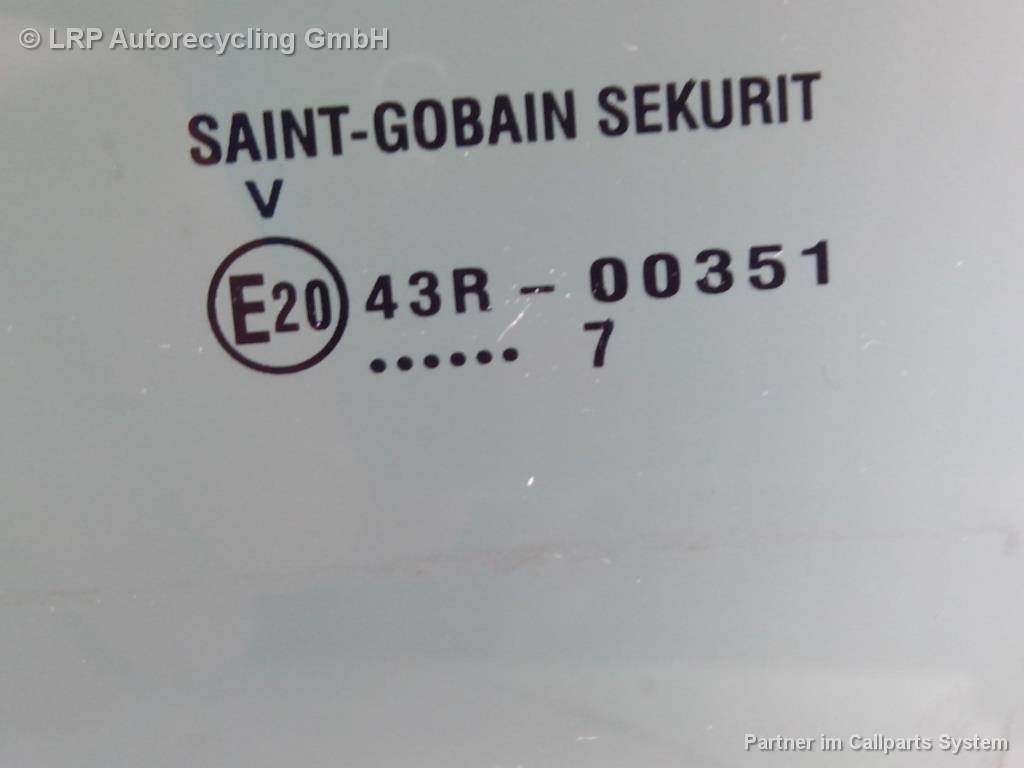 © LRP Autorecycling GmbH
SAINT-GOBAIN SEKURIT
V
E20 43R - 00351
...... 7
Partner im Callparts System